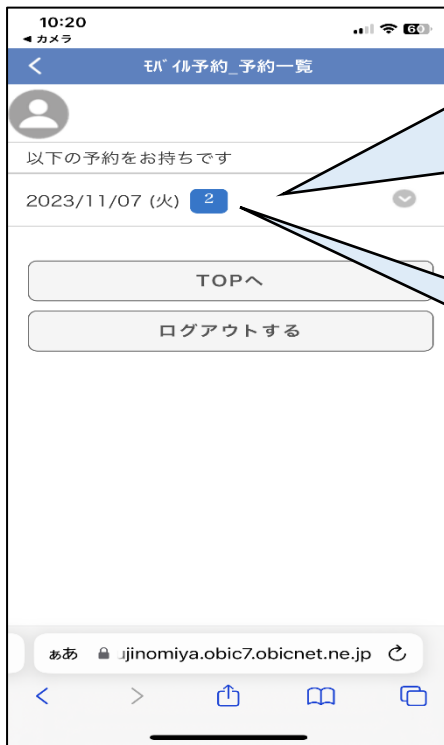 10:20
◀ カメラ
60
ﾓﾊﾞｲﾙ予約_予約一覧
以下の予約をお持ちです
2023/11/07 (火) 2
TOPへ
ログアウトする
ぁあ ujinomiya.obic7.obicnet.ne.jp